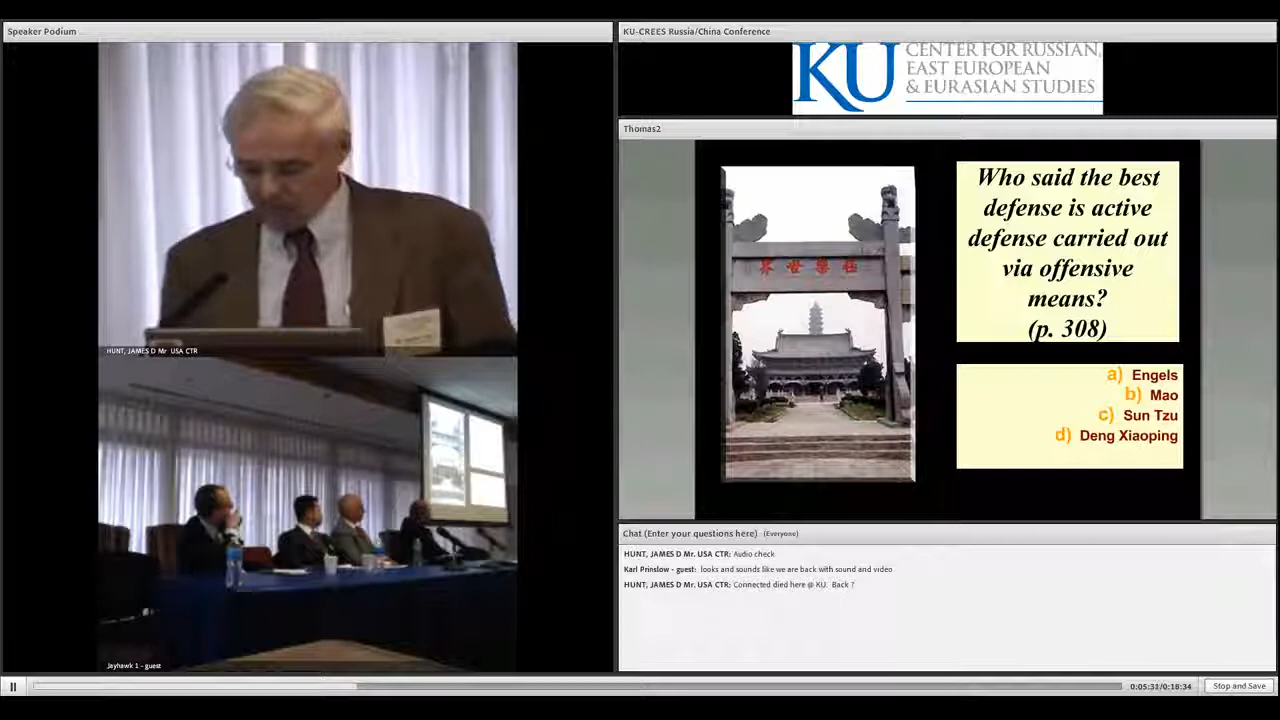 Speaker Podium
HUNT, JAMES D Mr USA CTR
Jayhawk 1 - guest
KU-CREES Russia/China Conference
KU
CENTER FOR RUSSIAN,
EAST EUROPEAN
& EURASIAN STUDIES
Thomas2
界世樂極
Who said the best
defense is active
defense carried out
via offensive
means?
(p. 308)
a) Engels
b) Mao
c) Sun Tzu
d) Deng Xiaoping
Chat (Enter your questions here) (Everyone)
HUNT, JAMES D Mr. USA CTR: Audio check
Karl Prinslow - guest: looks and sounds like we are back with sound and video
HUNT, JAMES D Mr. USA CTR: Connected died here @ KU. Back ?
0:05:31/0:18:34
Stop and Save